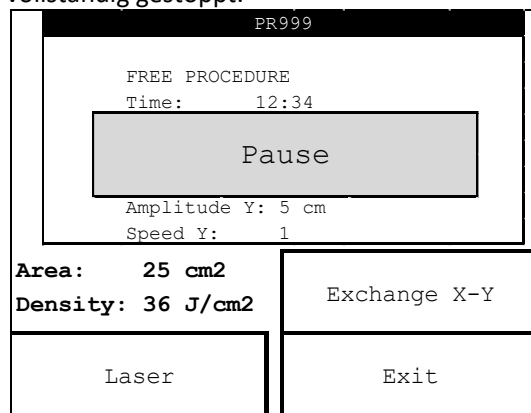 vollständig gestoppt.
PR999
FREE PROCEDURE
Time: 12:34
Pause
Amplitude Y: 5 cm
Speed Y: 1
Area: 25 cm2
Density: 36 J/cm2
Exchange X-Y
Laser
Exit